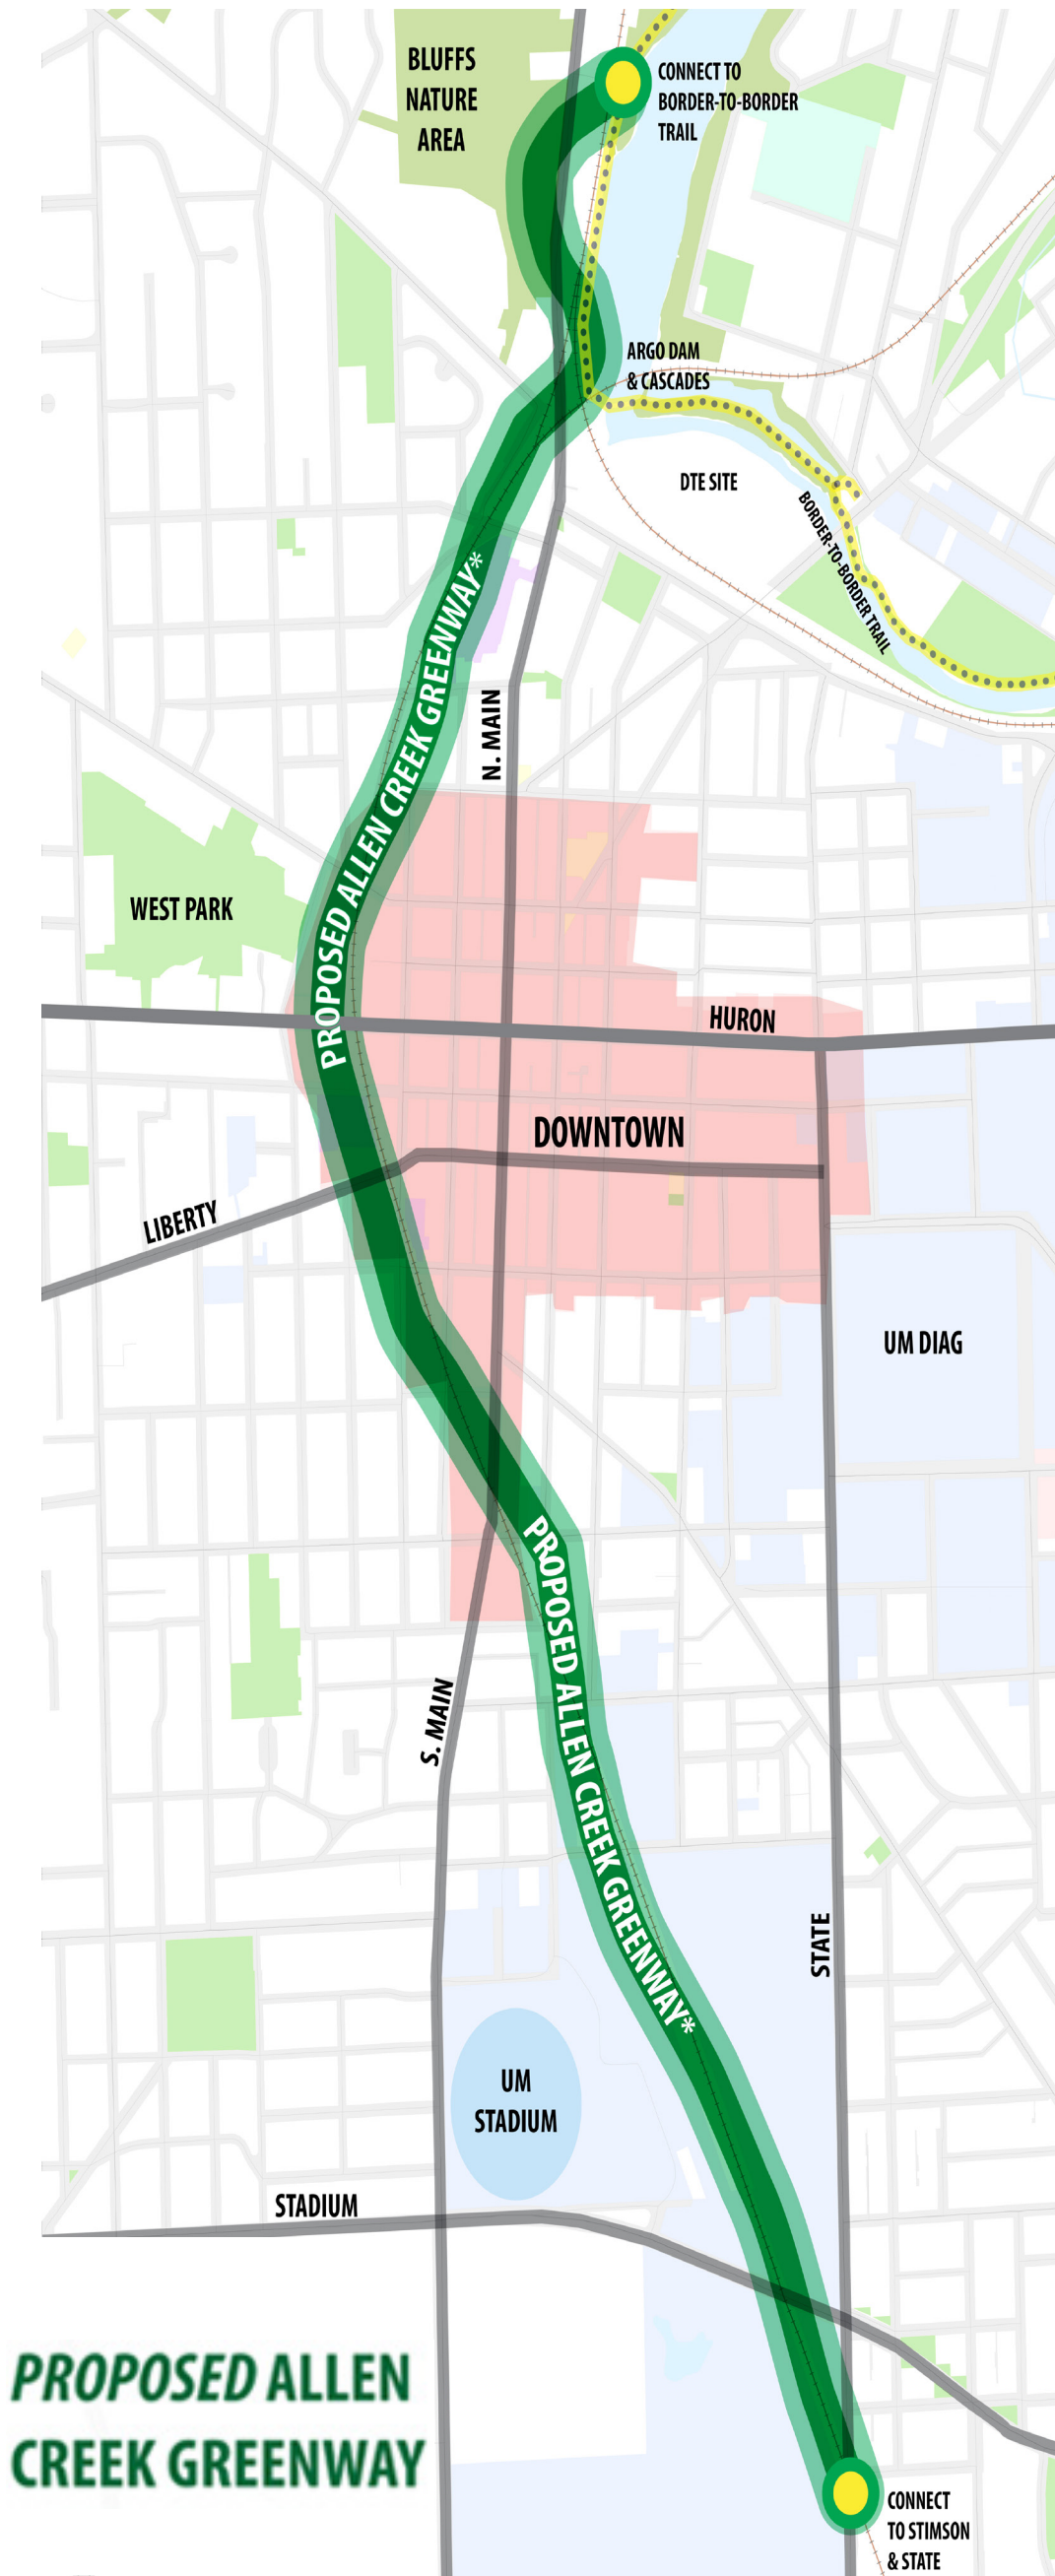 BLUFFS
NATURE
AREA
CONNECT TO
BORDER-TO-BORDER
TRAIL
ARGO DAM
& CASCADES
DTE SITE
BORDER-TO-BORDER TRAIL
PROPOSED ALLEN CREEK GREENWAY*
N. MAIN
WEST PARK
HURON
DOWNTOWN
LIBERTY
UM DIAG
PROPOSED ALLEN CREEK GREENWAY*
S. MAIN
STATE
UM
STADIUM
STADIUM
PROPOSED ALLEN
CREEK GREENWAY
CONNECT
TO STIMSON
& STATE